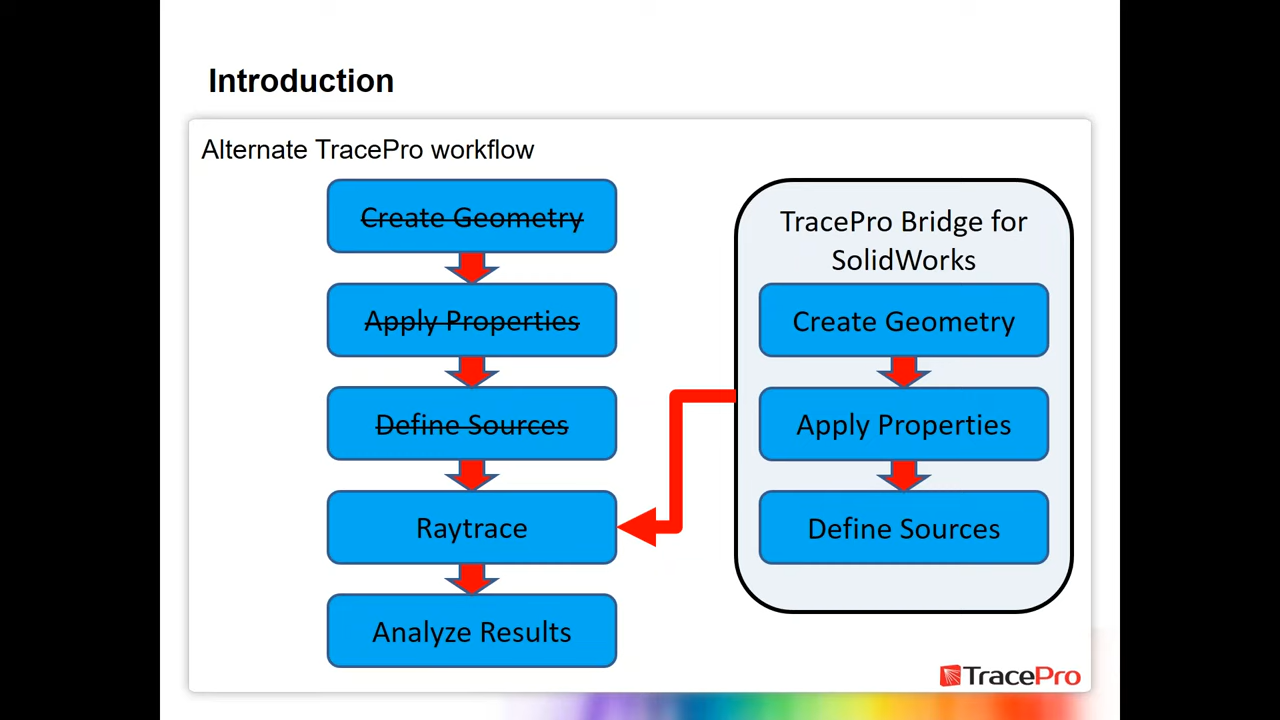 Introduction
Alternate TracePro workflow
Create Geometry
Apply Properties
Define Sources
Raytrace
Analyze Results
TracePro Bridge for
SolidWorks
Create Geometry
Apply Properties
Define Sources
TracePro